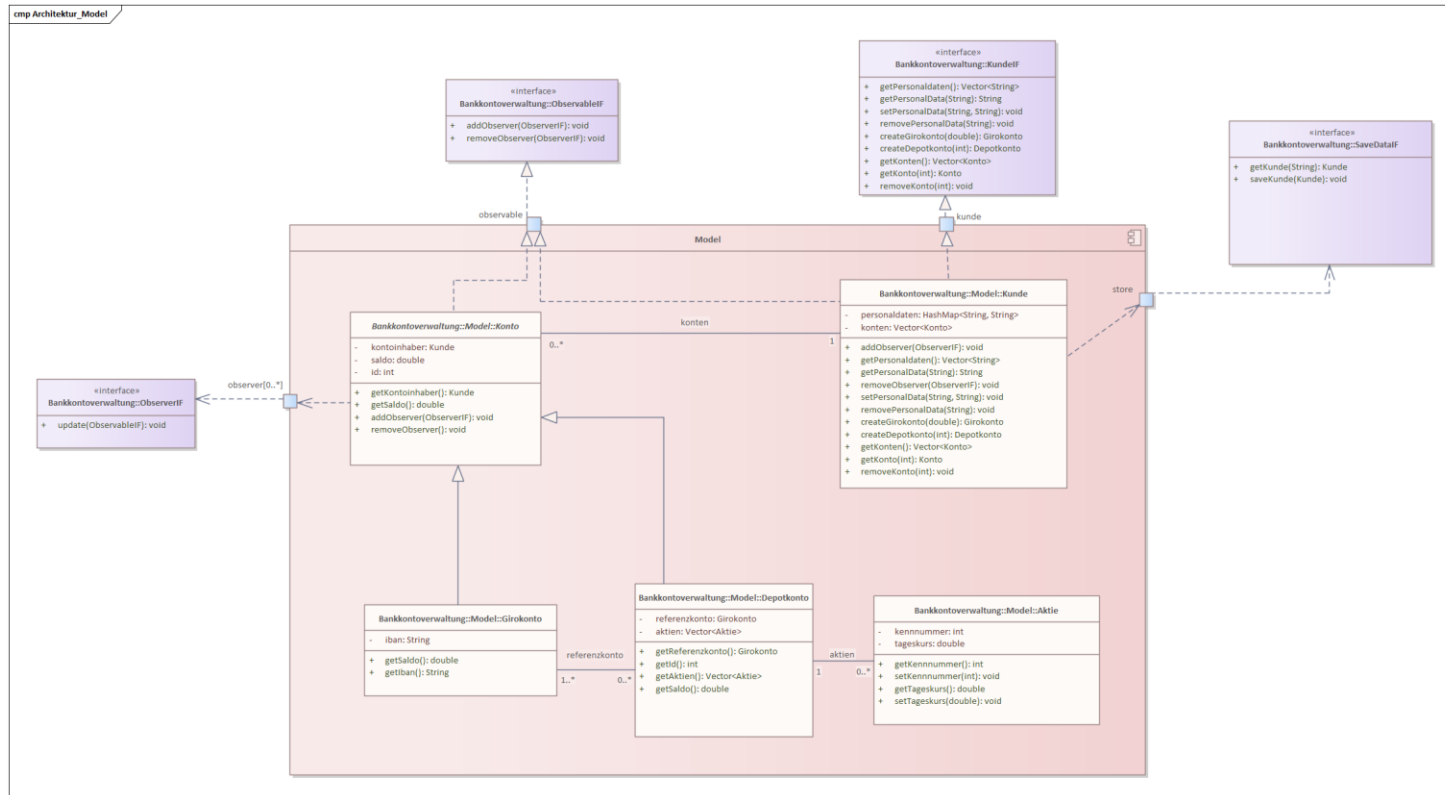 cmp Architektur_Model
«interface»
Bankkontoverwaltung::KundeIF
+ getPersonaldaten(): Vector<String>
+ getPersonalData(String): String
+ setPersonalData(String, String): void
+ removePersonalData(String): void
+ createGirokonto(double): Girokonto
+ createDepotkonto(int): Depotkonto
+ getKonten(): Vector<Konto>
+ getKonto(int): Konto
+ removeKonto(int): void
«interface»
Bankkontoverwaltung::ObservableIF
+ addObserver(ObserverIF): void
+ removeObserver(ObserverIF): void
«interface»
Bankkontoverwaltung::SaveDataIF
+ getKunde(String): Kunde
+ saveKunde(Kunde): void
observable
kunde
Model
store
Bankkontoverwaltung::Model::Kunde
- personaldaten: HashMap<String, String>
- konten: Vector<Konto>
+ addObserver(ObserverIF): void
+ getPersonaldaten(): Vector<String>
+ getPersonalData(String): String
+ removeObserver(ObserverIF): void
+ setPersonalData(String, String): void
+ removePersonalData(String): void
+ createGirokonto(double): Girokonto
+ createDepotkonto(int): Depotkonto
+ getKonten(): Vector<Konto>
+ getKonto(int): Konto
+ removeKonto(int): void
Bankkontoverwaltung::Model::Konto
- kontoinhaber: Kunde
- saldo: double
- id: int
+ getKontoinhaber(): Kunde
+ getSaldo(): double
+ addObserver(ObserverIF): void
+ removeObserver(): void
konten
0..*
1
«interface»
Bankkontoverwaltung::ObserverIF
+ update(ObservableIF): void
observer[0..*]
Bankkontoverwaltung::Model::Girokonto
- iban: String
+ getSaldo(): double
+ getIban(): String
referenzkonto
1..*
0..*
Bankkontoverwaltung::Model::Depotkonto
- referenzkonto: Girokonto
- aktien: Vector<Aktie>
+ getReferenzkonto(): Girokonto
+ getId(): int
+ getAktien(): Vector<Aktie>
+ getSaldo(): double
aktien
1
0..*
Bankkontoverwaltung::Model::Aktie
- kennnummer: int
- tageskurs: double
+ getKennnummer(): int
+ setKennnummer(int): void
+ getTageskurs(): double
+ setTageskurs(double): void